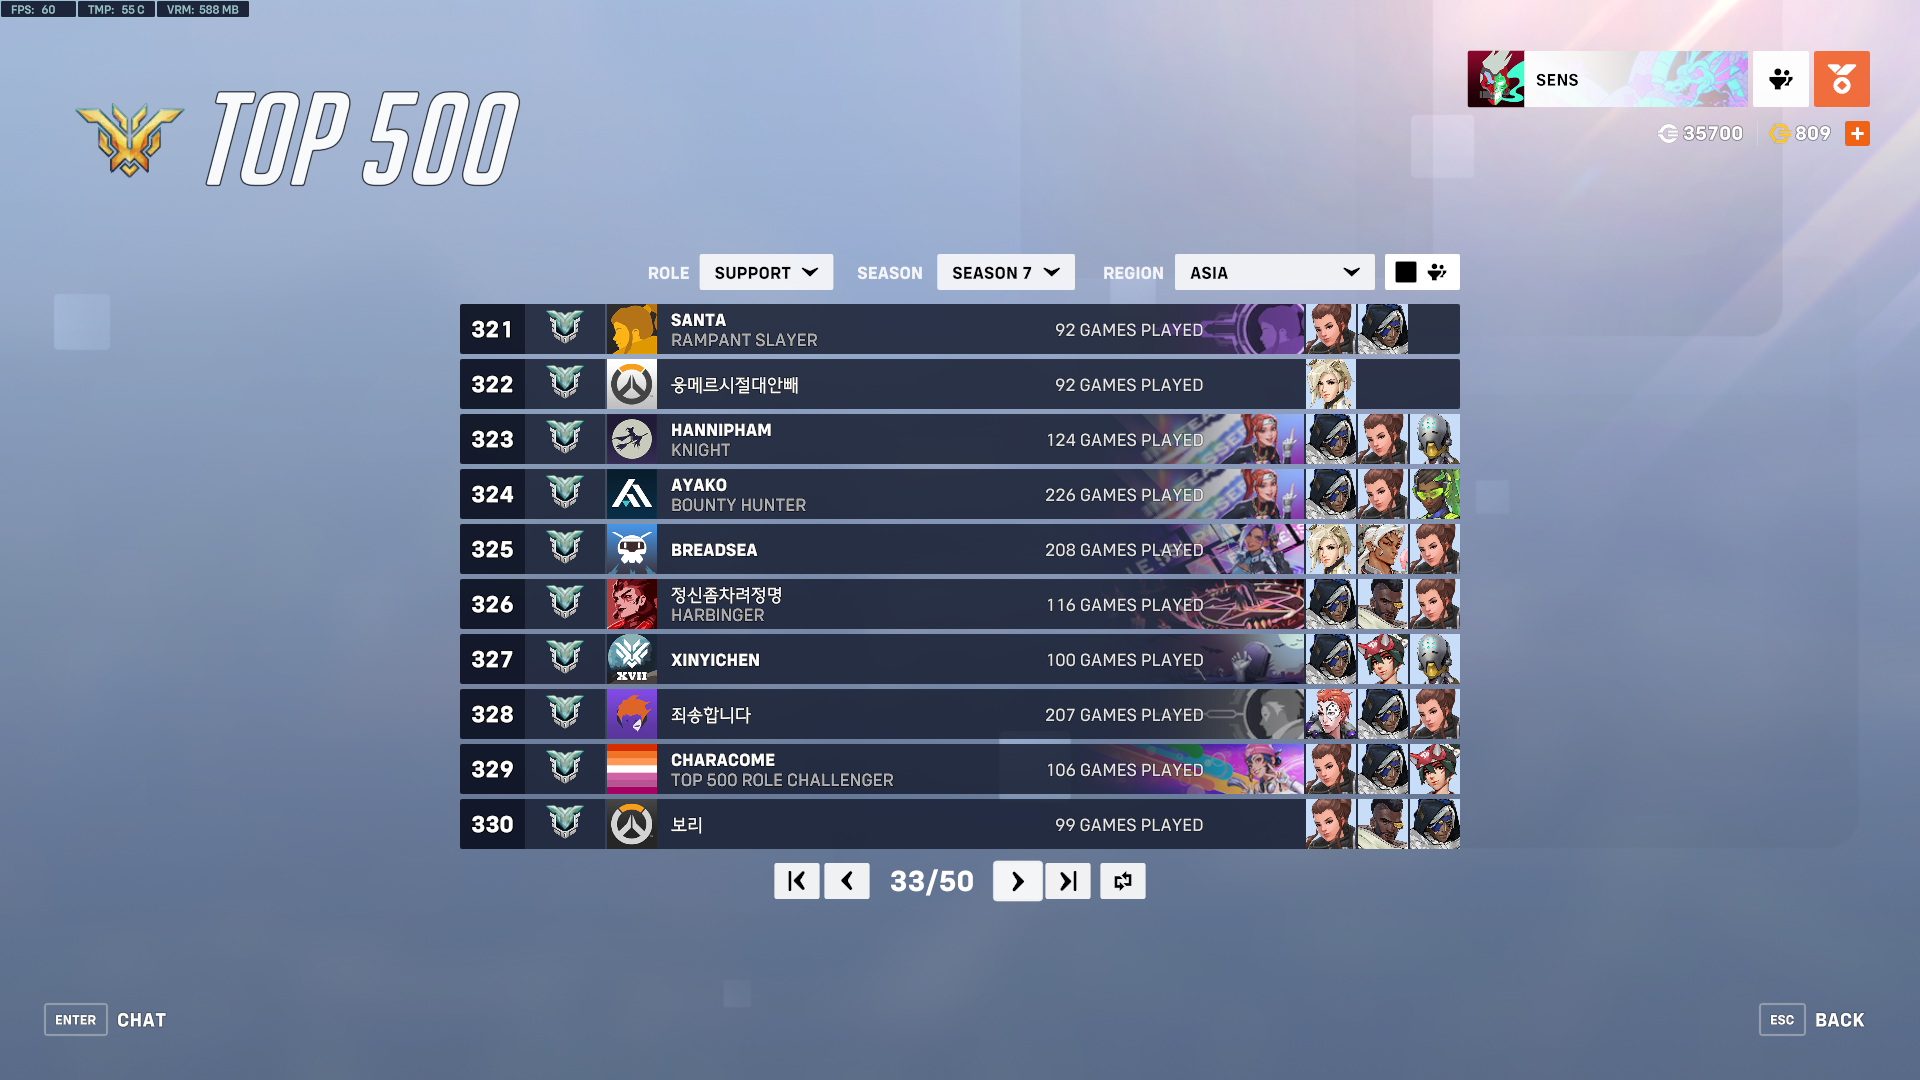 FPS: 60 TMP: 55 C VRM: 588 MB
TOP 500
SENS
35700 809
ROLE SUPPORT SEASON SEASON 7 REGION ASIA
321 SANTA 92 GAMES PLAYED
RAMPANT SLAYER
322 웅메르시절대안빼 92 GAMES PLAYED
323 HANNIPHAM 124 GAMES PLAYED
KNIGHT
324 AYAKO 226 GAMES PLAYED
BOUNTY HUNTER
325 BREADSEA 208 GAMES PLAYED
326 정신좀차려정명 116 GAMES PLAYED
HARBINGER
327 XVII XINYICHEN 100 GAMES PLAYED
328 죄송합니다 207 GAMES PLAYED
329 CHARACOME 106 GAMES PLAYED
TOP 500 ROLE CHALLENGER
330 보리 99 GAMES PLAYED
33/50
ENTER CHAT
ESC BACK